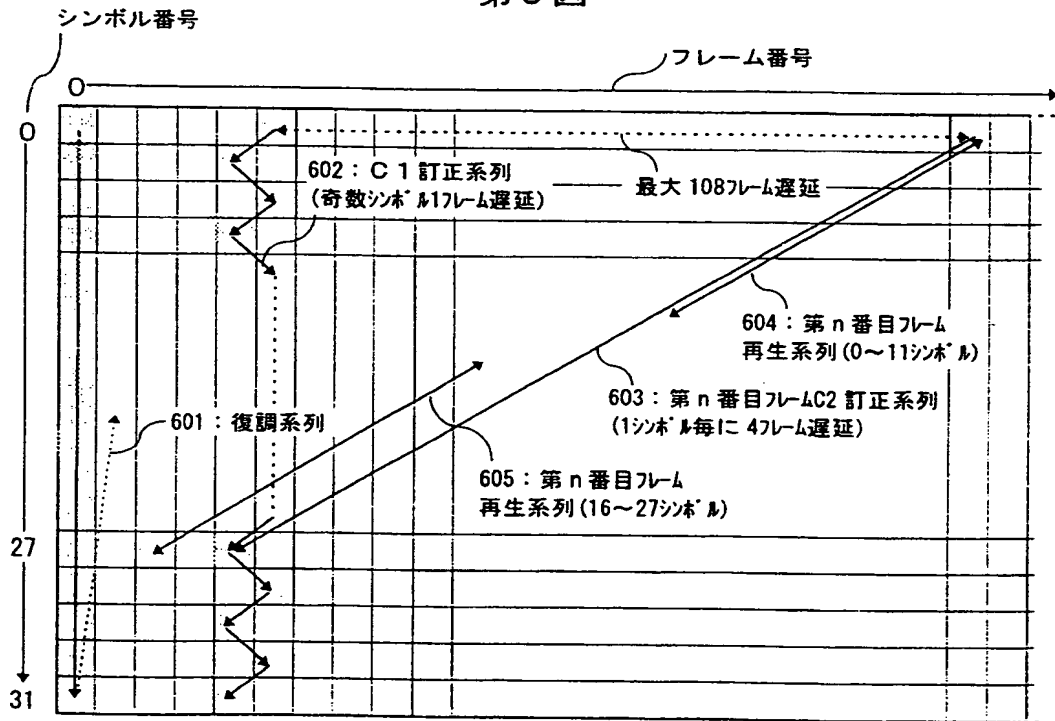 シンボル番号
フレーム番号
0
0
602：C1訂正系列
(奇数シンボル1フレーム遅延)
最大 108フレーム遅延
604：第n番目フレーム
再生系列(0～11シンボル)
603：第n番目フレームC2訂正系列
(1シンボル毎に 4フレーム遅延)
601：復調系列
605：第n番目フレーム
再生系列(16～27シンボル)
27
31